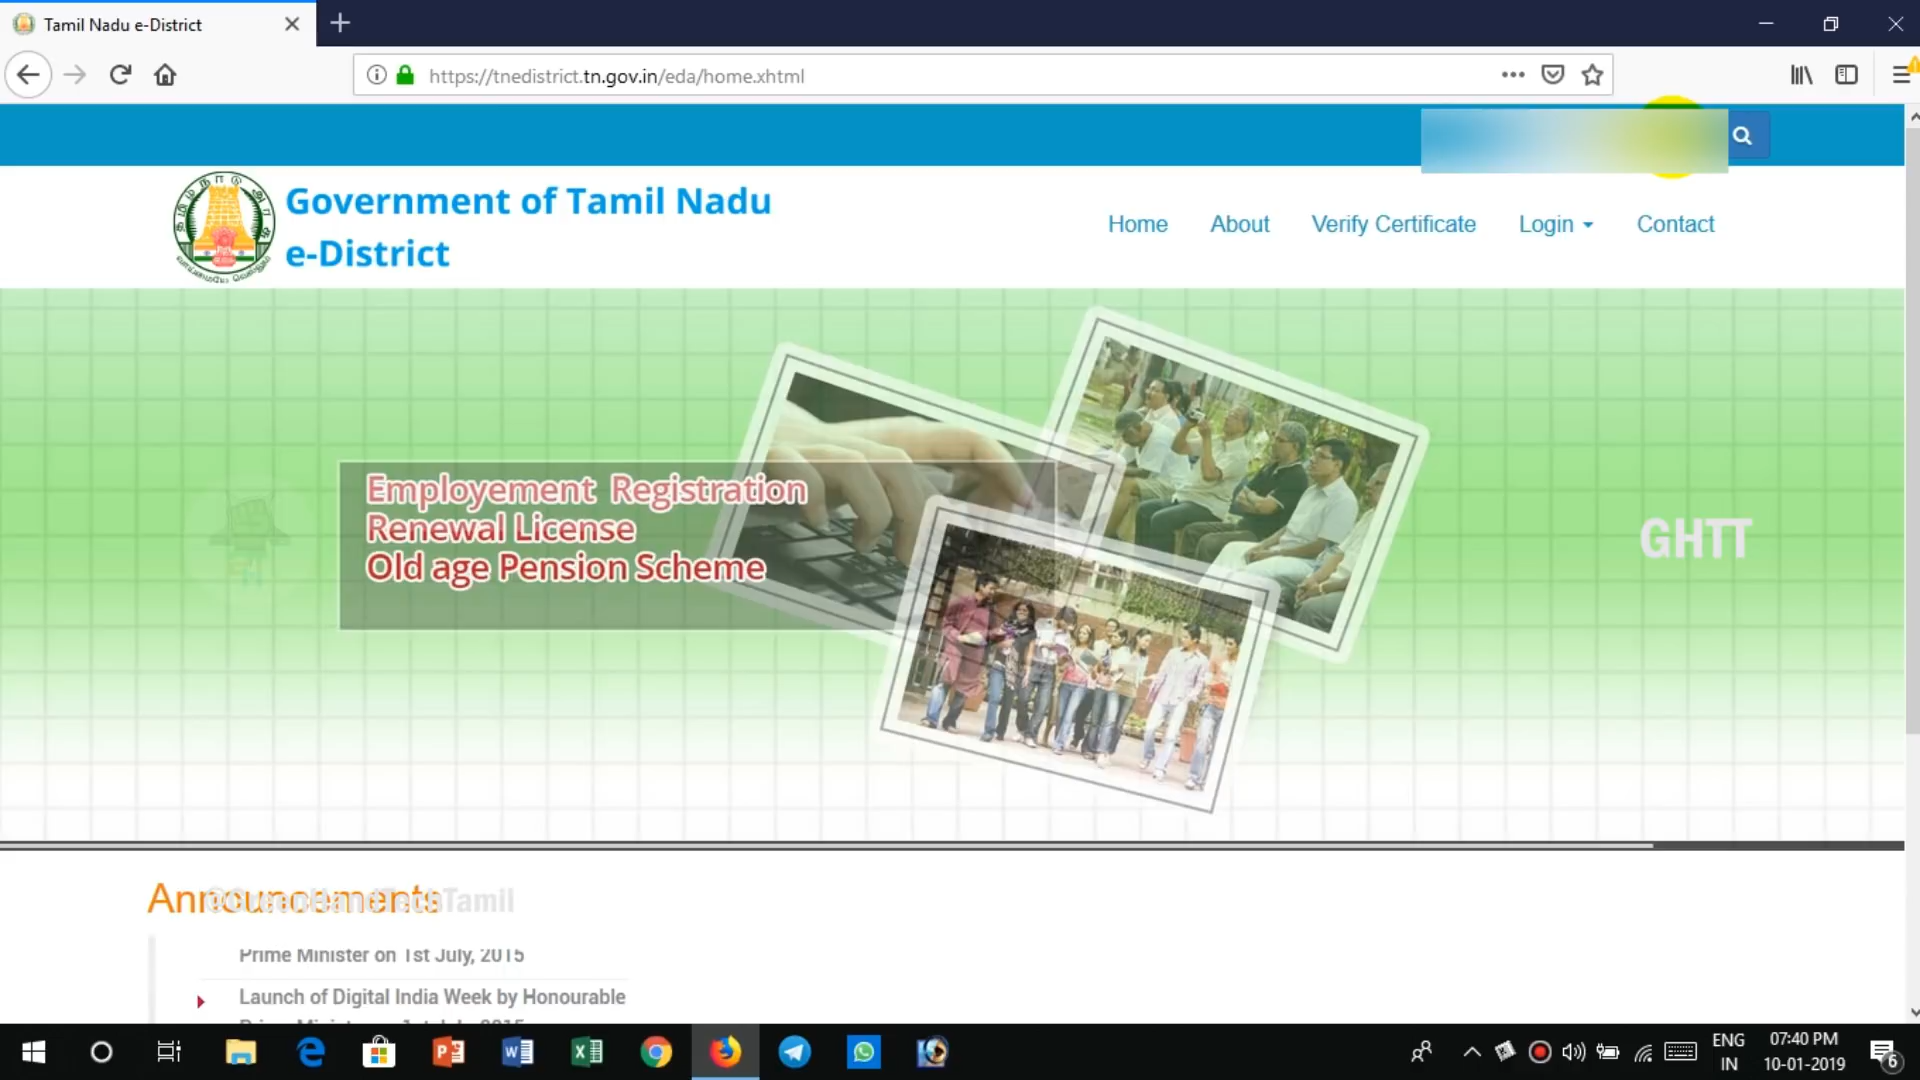 Tamil Nadu e-District
https://tnedistrict.tn.gov.in/eda/home.xhtml
Government of Tamil Nadu
e-District
Home
About
Verify Certificate
Login
Contact
Employement Registration
Renewal License
Old age Pension Scheme
GHTT
Announcements
@GreenHandTechTamil
Prime Minister on 1st July, 2015
Launch of Digital India Week by Honourable
ENG
IN
07:40 PM
10-01-2019
6